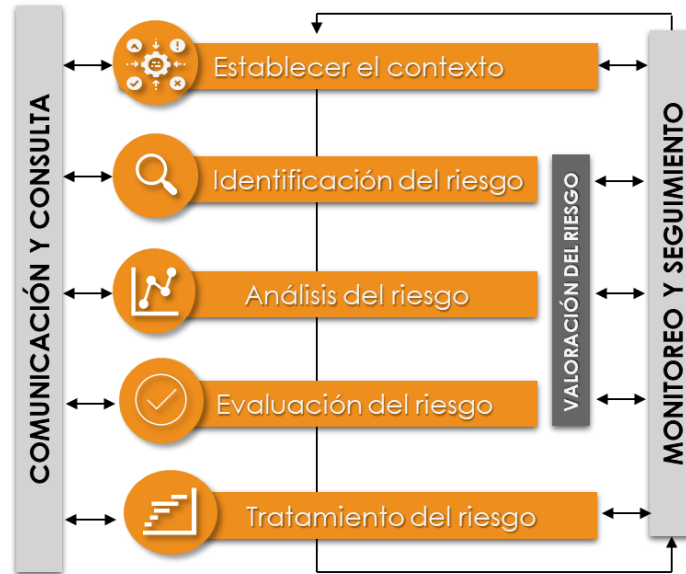 COMUNICACIÓN Y CONSULTA
Establecer el contexto
Identificación del riesgo
Análisis del riesgo
Evaluación del riesgo
Tratamiento del riesgo
VALORACIÓN DEL RIESGO
MONITOREO Y SEGUIMIENTO